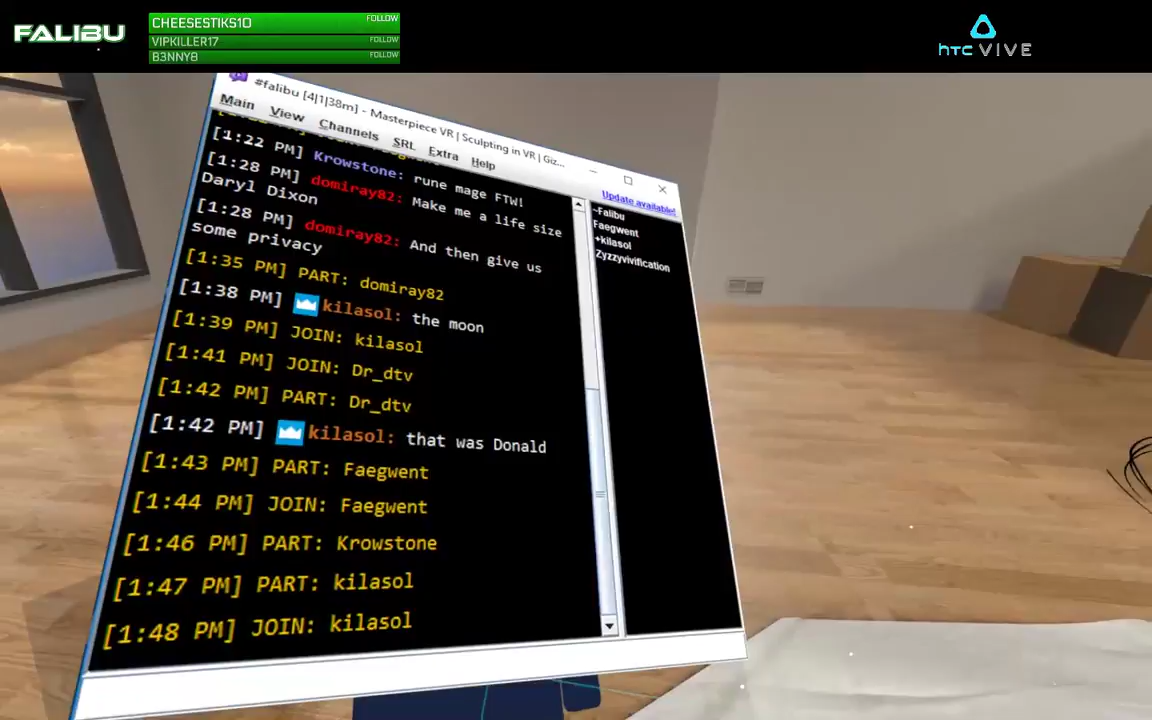 FALIBU
CHEESESTIKS10 FOLLOW
VIPKILLER17 FOLLOW
B3NNY8 FOLLOW
hTC VIVE
#falibu [4|1|38m] - Masterpiece VR | Sculpting in VR | Giz...
Main View Channels SRL Extra Help
Update available!
[1:22 PM] Krowstone: rune mage FTW!
[1:28 PM] domiray82: Make me a life size
Daryl Dixon
[1:28 PM] domiray82: And then give us
some privacy
[1:35 PM] PART: domiray82
[1:38 PM] kilasol: the moon
[1:39 PM] JOIN: kilasol
[1:41 PM] JOIN: Dr_dtv
[1:42 PM] PART: Dr_dtv
[1:42 PM] kilasol: that was Donald
[1:43 PM] PART: Faegwent
[1:44 PM] JOIN: Faegwent
[1:46 PM] PART: Krowstone
[1:47 PM] PART: kilasol
[1:48 PM] JOIN: kilasol
~Falibu
Faegwent
+kilasol
Zyzzyvivification